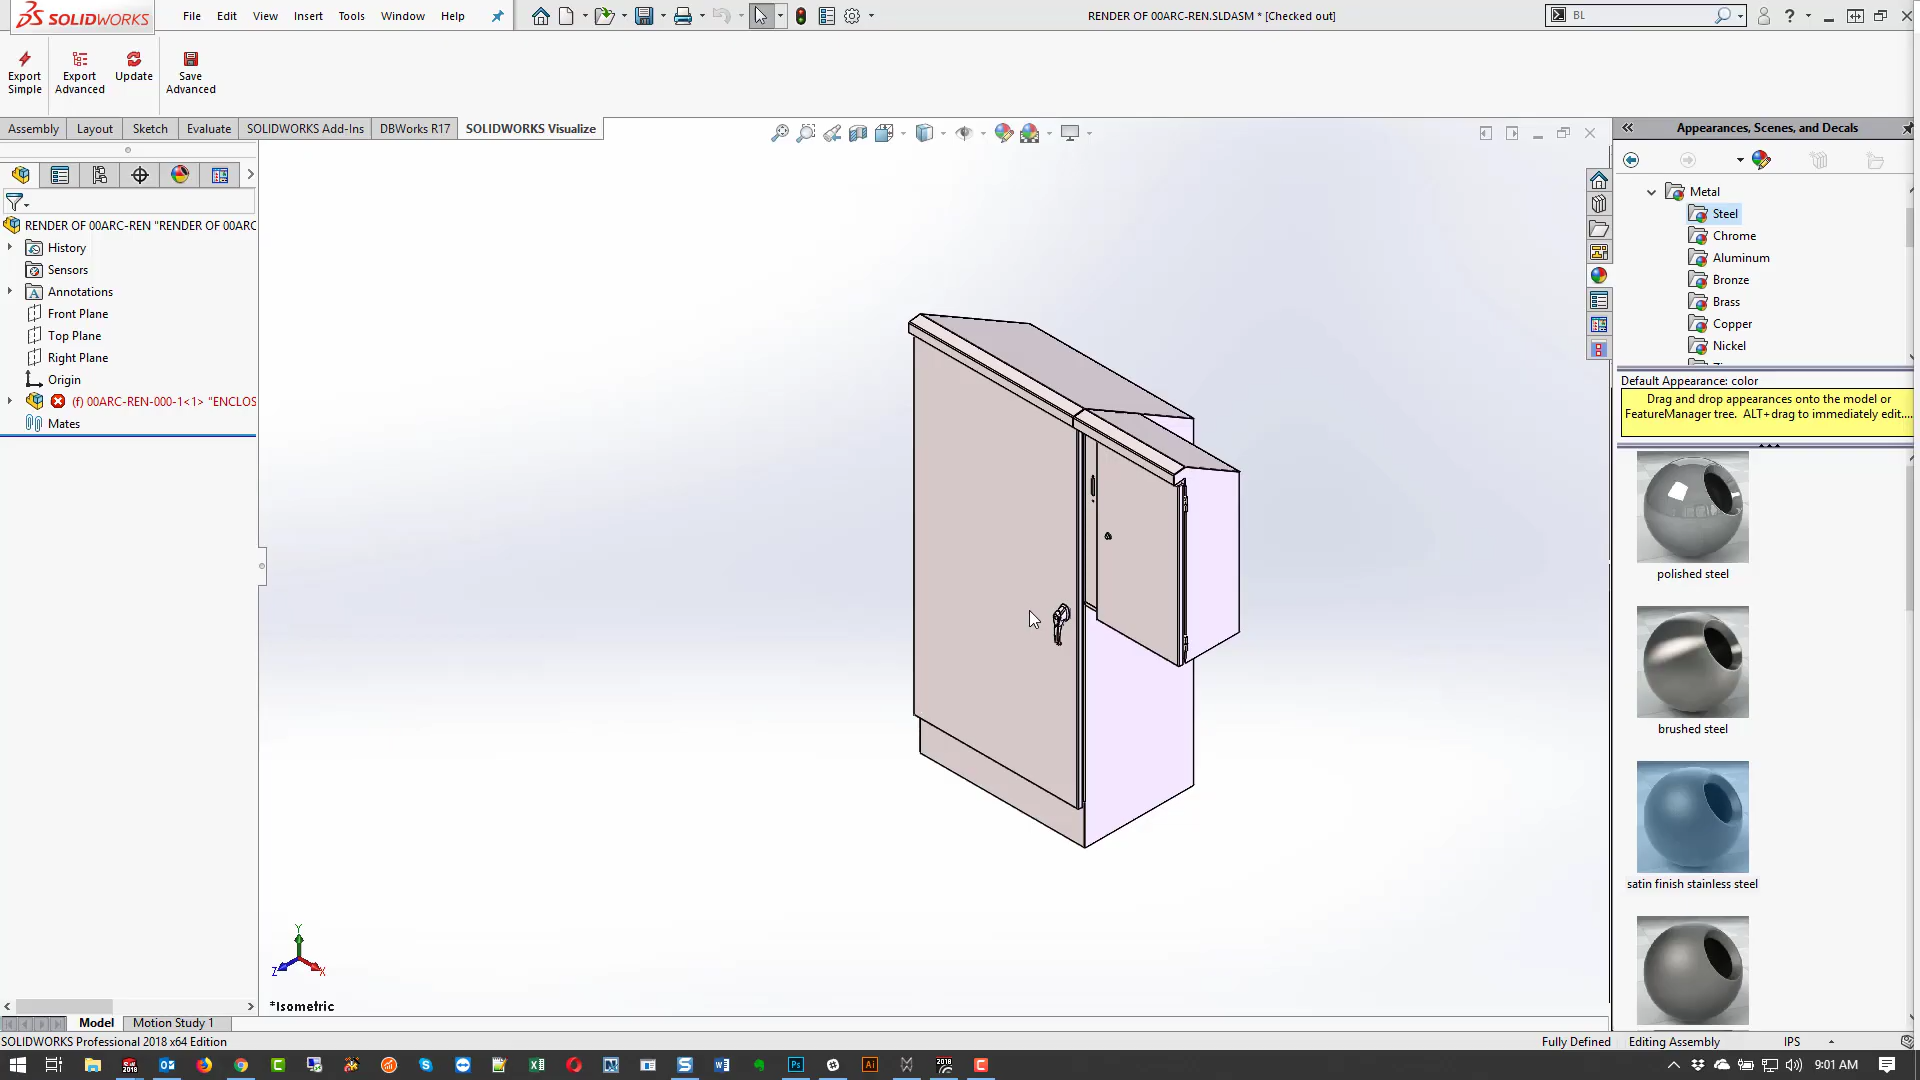 SOLIDWORKS
File Edit View Insert Tools Window Help
RENDER OF 00ARC-REN.SLDASM * [Checked out]
BL
Export Simple
Export Advanced
Update
Save Advanced
Assembly Layout Sketch Evaluate SOLIDWORKS Add-Ins DBWorks R17 SOLIDWORKS Visualize
Appearances, Scenes, and Decals
RENDER OF 00ARC-REN "RENDER OF 00ARC
History
Sensors
Annotations
Front Plane
Top Plane
Right Plane
Origin
(f) 00ARC-REN-000-1<1> "ENCLOS
Mates
Metal
Steel
Chrome
Aluminum
Bronze
Brass
Copper
Nickel
Default Appearance: color
Drag and drop appearances onto the model or
FeatureManager tree. ALT+drag to immediately edit....
polished steel
brushed steel
satin finish stainless steel
Y
Z
X
*Isometric
Model Motion Study 1
SOLIDWORKS Professional 2018 x64 Edition
Fully Defined Editing Assembly IPS
9:01 AM